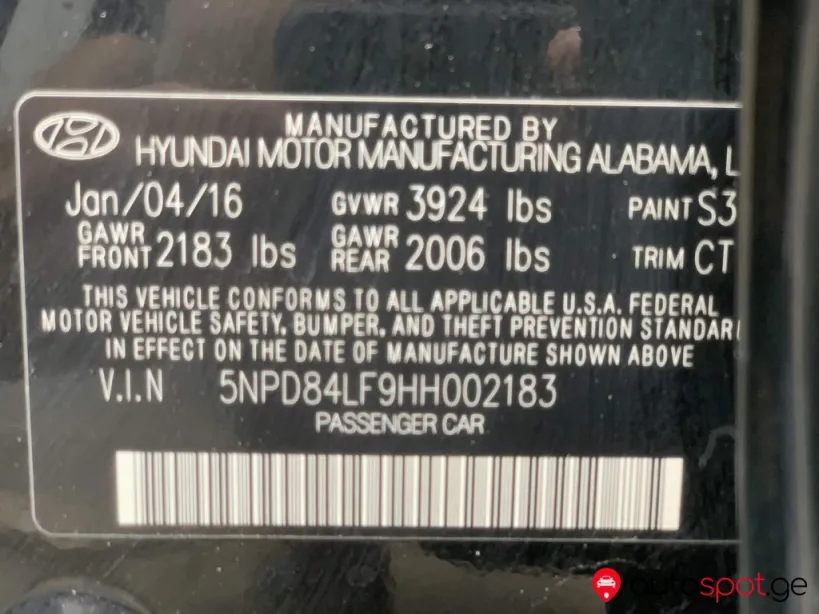 MANUFACTURED BY
HYUNDAI MOTOR MANUFACTURING ALABAMA, L
Jan/04/16 GVWR 3924 lbs PAINT S3
GAWR FRONT 2183 lbs GAWR REAR 2006 lbs TRIM CT
THIS VEHICLE CONFORMS TO ALL APPLICABLE U.S.A. FEDERAL
MOTOR VEHICLE SAFETY, BUMPER, AND THEFT PREVENTION STANDAR
IN EFFECT ON THE DATE OF MANUFACTURE SHOWN ABOVE
V.I.N 5NPD84LF9HH002183
PASSENGER CAR
autospot.ge